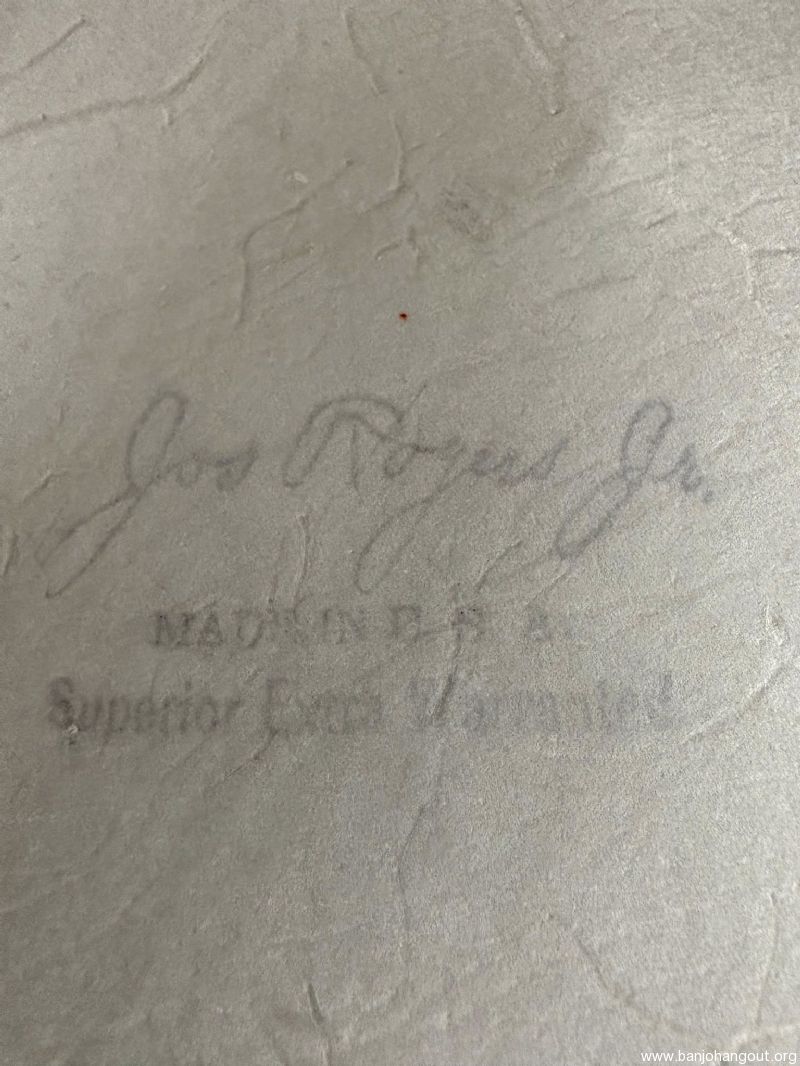 Jos Rogers Jr.
MADE IN U. S. A.
Superior Extra Warranted
www.banjohangout.org